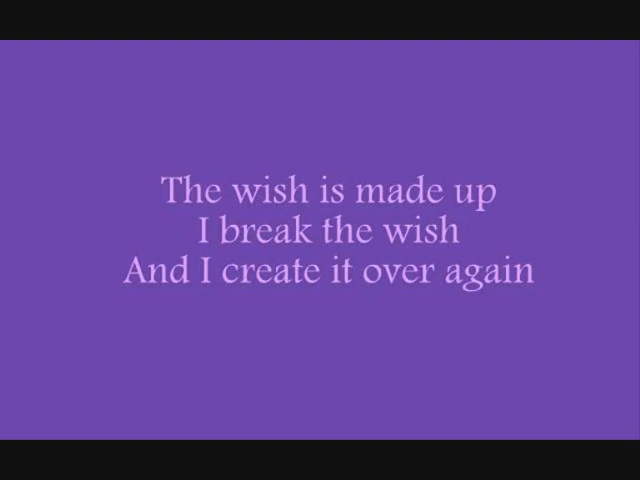 The wish is made up
I break the wish
And I create it over again